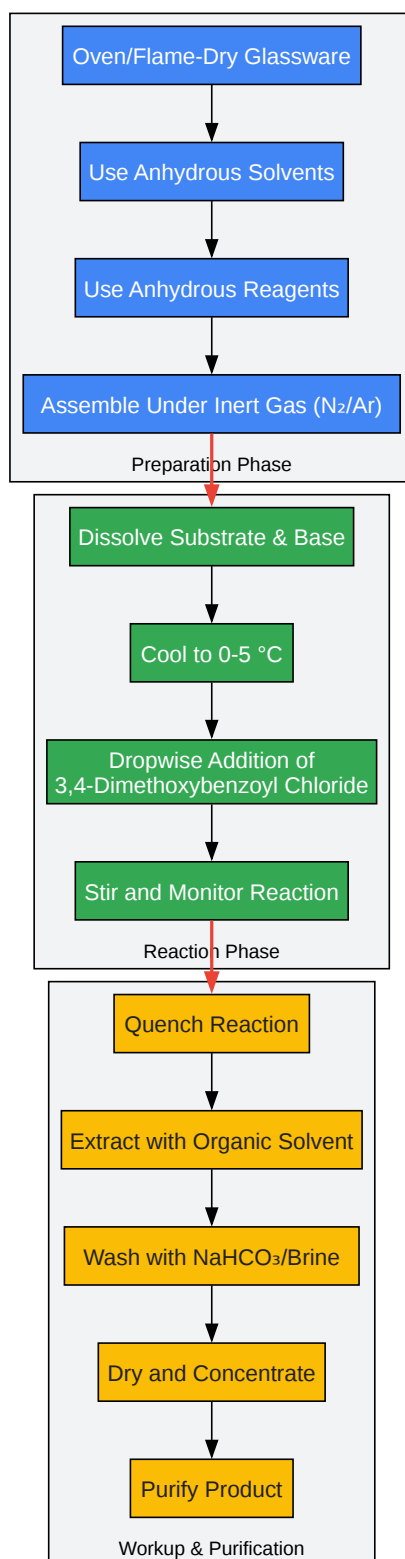 Oven/Flame-Dry Glassware
Use Anhydrous Solvents
Use Anhydrous Reagents
Assemble Under Inert Gas (N₂/Ar)
Preparation Phase
Dissolve Substrate & Base
Cool to 0-5 °C
Dropwise Addition of
3,4-Dimethoxybenzoyl Chloride
Stir and Monitor Reaction
Reaction Phase
Quench Reaction
Extract with Organic Solvent
Wash with NaHCO₃/Brine
Dry and Concentrate
Purify Product
Workup & Purification